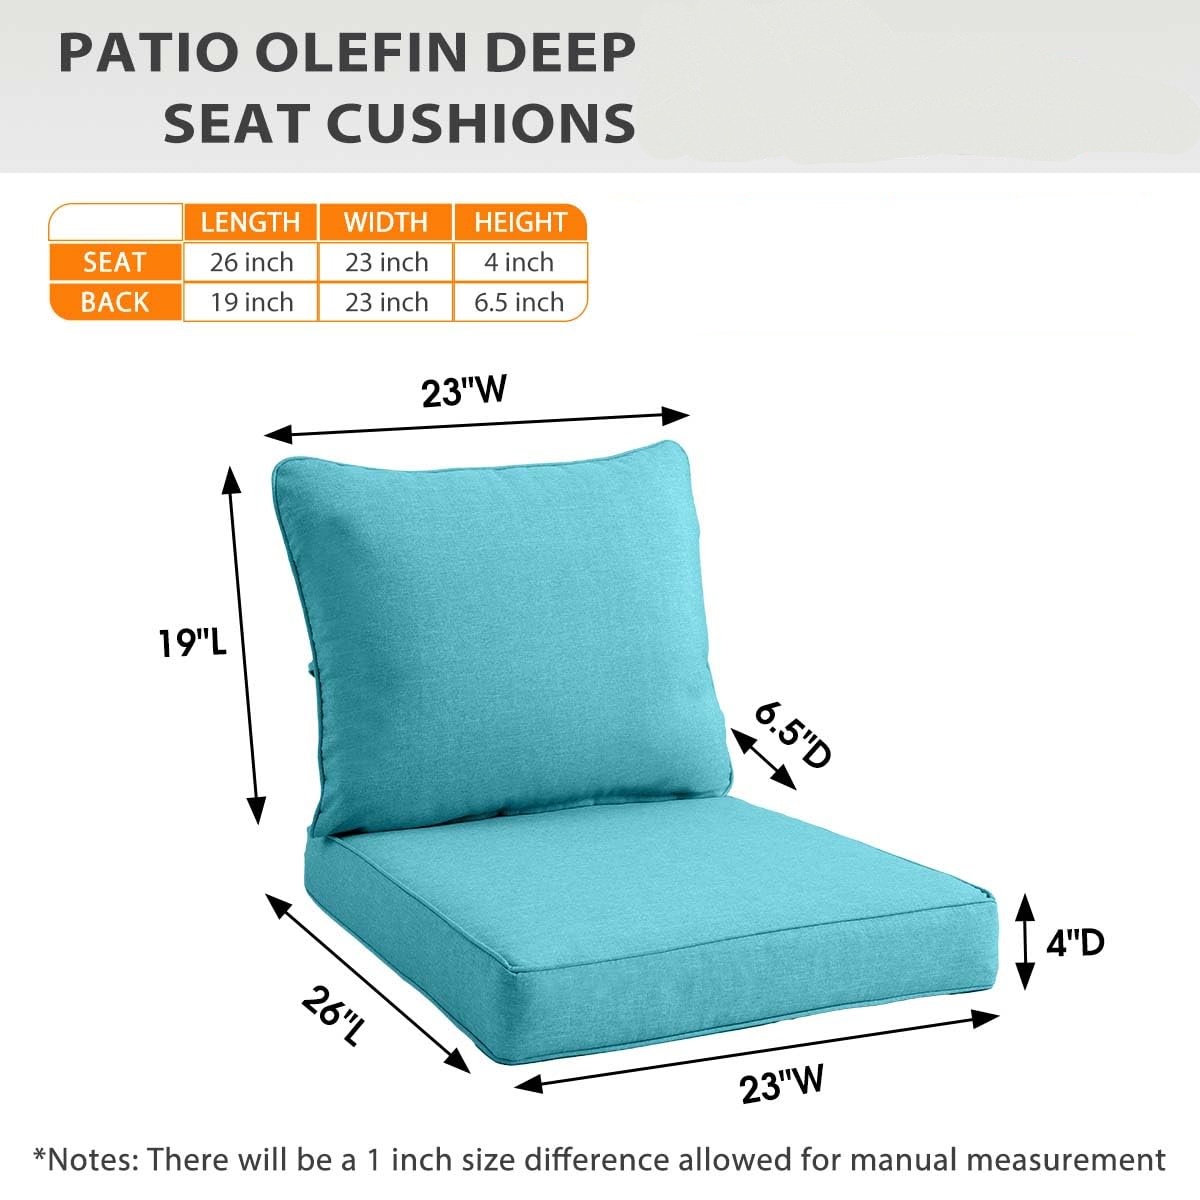 PATIO OLEFIN DEEP
SEAT CUSHIONS
LENGTH WIDTH HEIGHT
SEAT 26 inch 23 inch 4 inch
BACK 19 inch 23 inch 6.5 inch
23"W
19"L
6.5"D
4"D
26"L
23"W
*Notes: There will be a 1 inch size difference allowed for manual measurement